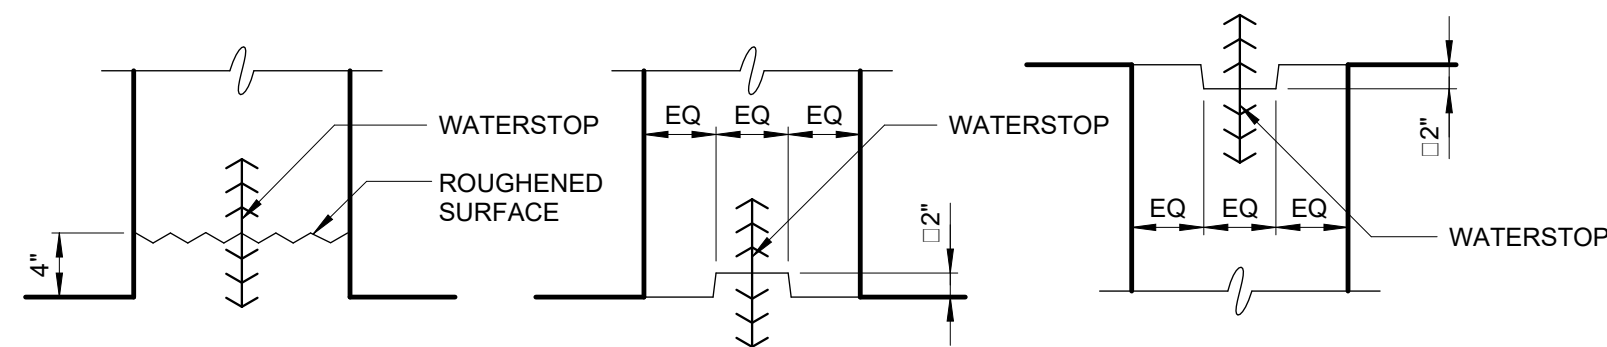 WATERSTOP
ROUGHENED
SURFACE
4"
EQ EQ EQ
WATERSTOP
□2"
□2"
EQ EQ EQ
WATERSTOP